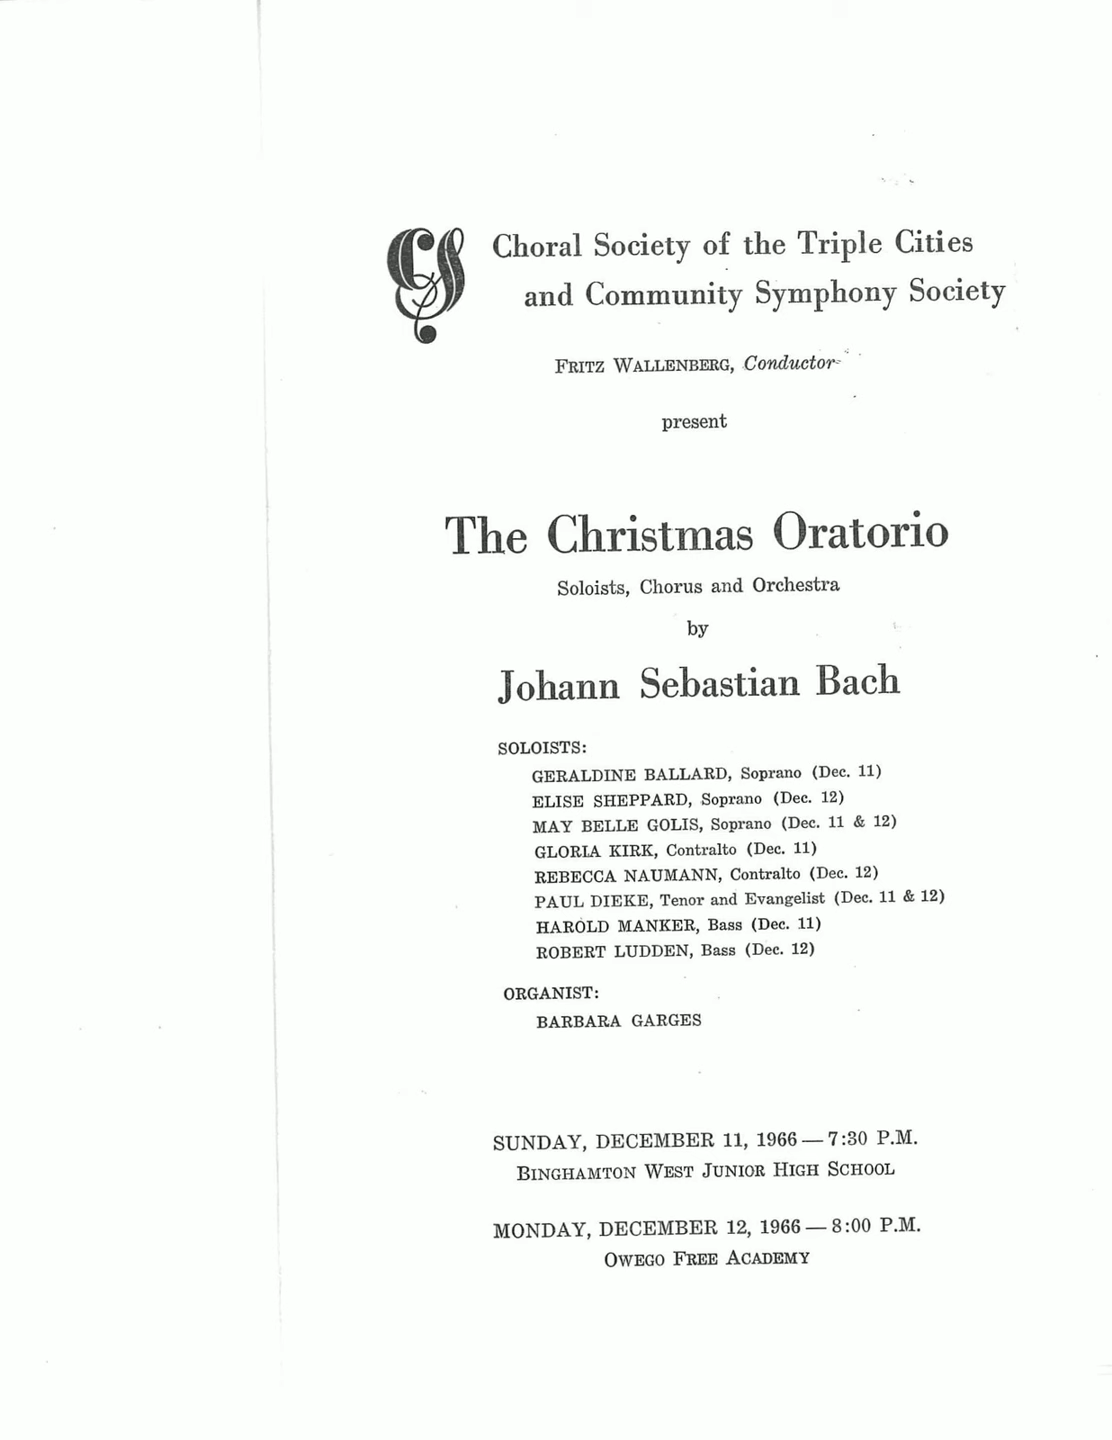 CS
Choral Society of the Triple Cities
and Community Symphony Society
FRITZ WALLENBERG, Conductor
present
The Christmas Oratorio
Soloists, Chorus and Orchestra
by
Johann Sebastian Bach
SOLOISTS:
GERALDINE BALLARD, Soprano (Dec. 11)
ELISE SHEPPARD, Soprano (Dec. 12)
MAY BELLE GOLIS, Soprano (Dec. 11 & 12)
GLORIA KIRK, Contralto (Dec. 11)
REBECCA NAUMANN, Contralto (Dec. 12)
PAUL DIEKE, Tenor and Evangelist (Dec. 11 & 12)
HAROLD MANKER, Bass (Dec. 11)
ROBERT LUDDEN, Bass (Dec. 12)
ORGANIST:
BARBARA GARGES
SUNDAY, DECEMBER 11, 1966 — 7:30 P.M.
BINGHAMTON WEST JUNIOR HIGH SCHOOL
MONDAY, DECEMBER 12, 1966 — 8:00 P.M.
OWEGO FREE ACADEMY